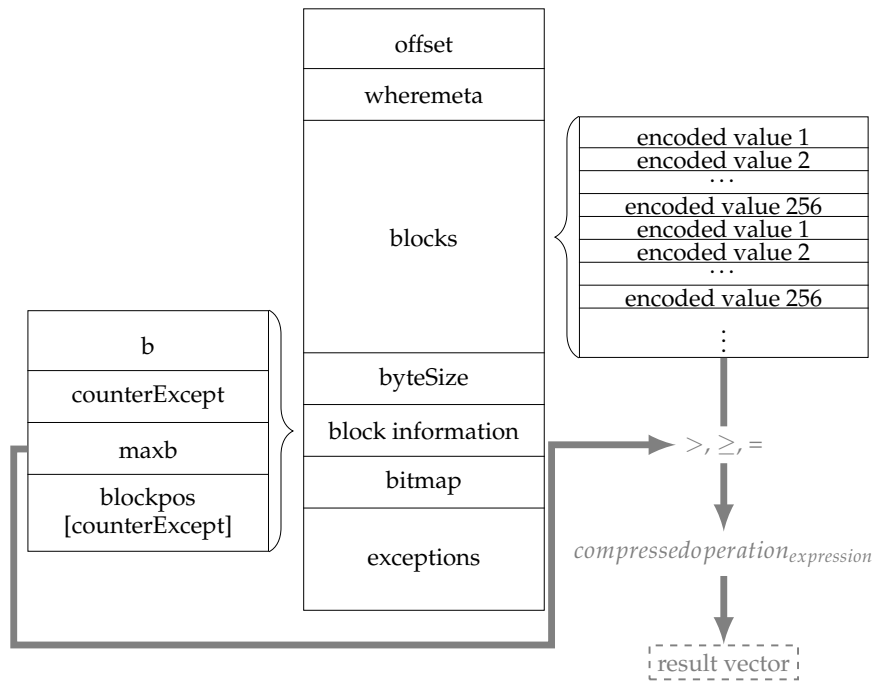 offset
wheremeta
blocks
byteSize
block information
bitmap
exceptions
encoded value 1
encoded value 2
...
encoded value 256
encoded value 1
encoded value 2
...
encoded value 256
⋮
b
counterExcept
maxb
blockpos
[counterExcept]
>, ≥, =
compressedoperation_expression
result vector